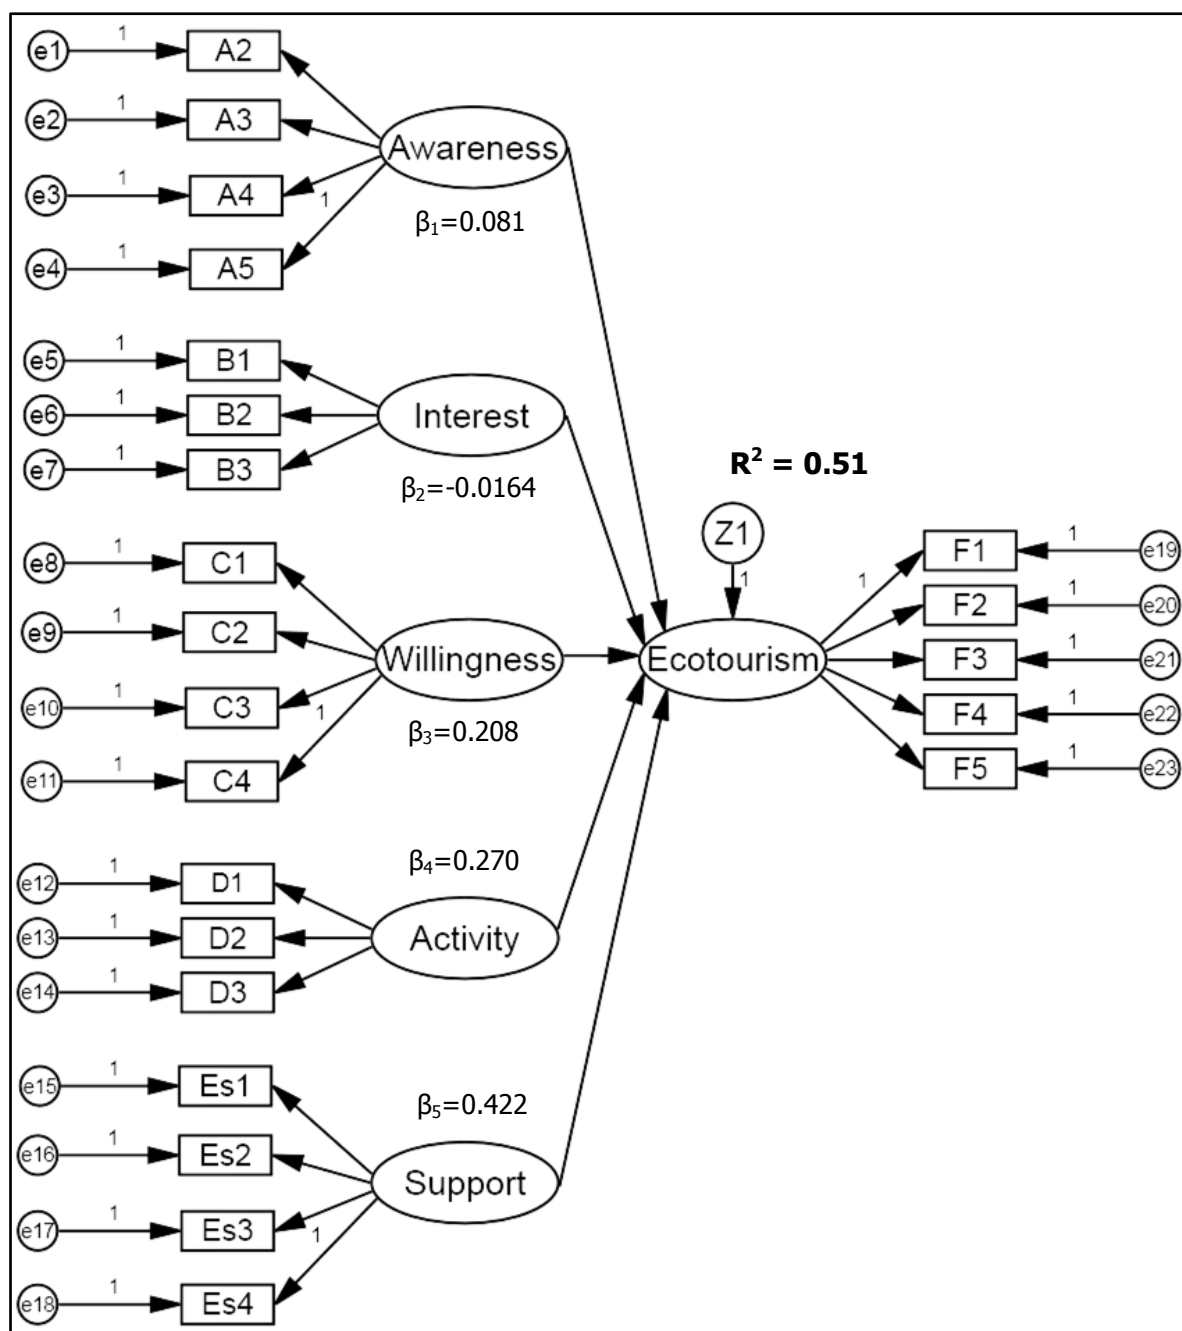 e1 1 A2
e2 1 A3
e3 1 A4
e4 1 A5
1
Awareness
β₁=0.081
e5 1 B1
e6 1 B2
e7 1 B3
Interest
β₂=-0.0164
e8 1 C1
e9 1 C2
e10 1 C3
e11 1 C4
1
Willingness
β₃=0.208
e12 1 D1
e13 1 D2
e14 1 D3
β₄=0.270
Activity
e15 1 Es1
e16 1 Es2
e17 1 Es3
e18 1 Es4
1
β₅=0.422
Support
R² = 0.51
Z1
1
Ecotourism
1
F1 1 e19
F2 1 e20
F3 1 e21
F4 1 e22
F5 1 e23